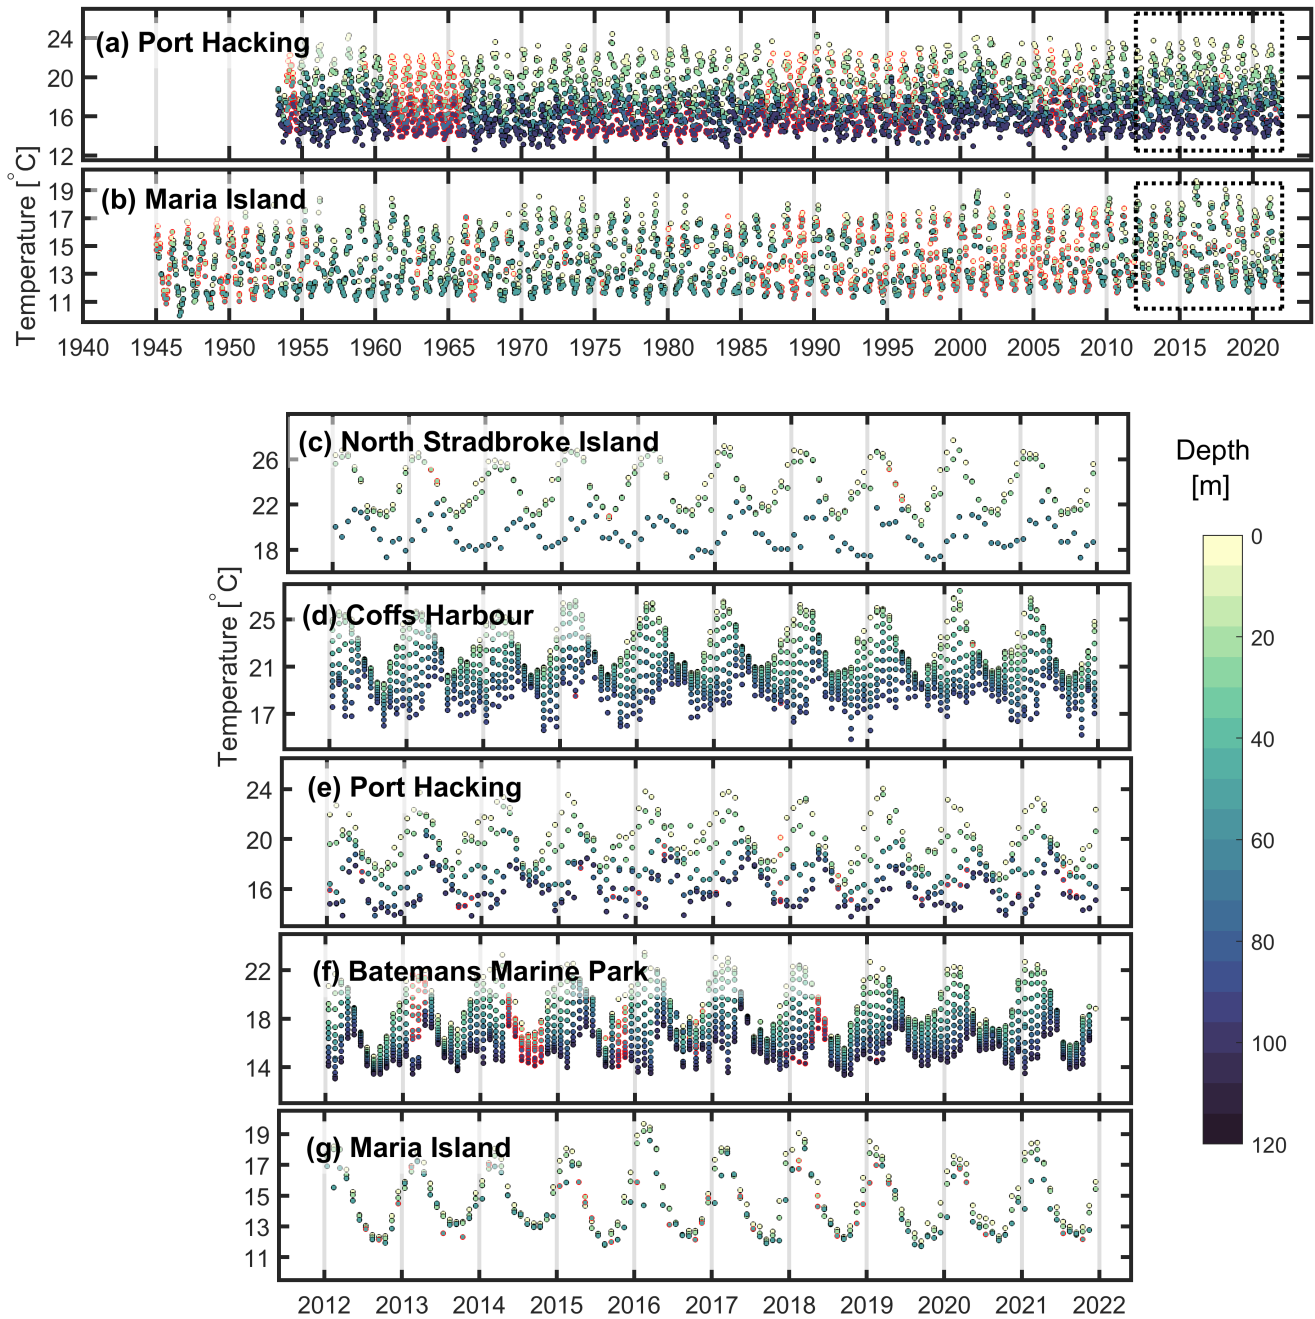 (a) Port Hacking
24
20
16
12
(b) Maria Island
19
17
15
13
11
Temperature [°C]
1940 1945 1950 1955 1960 1965 1970 1975 1980 1985 1990 1995 2000 2005 2010 2015 2020
(c) North Stradbroke Island
26
22
18
(d) Coffs Harbour
25
21
17
Temperature [°C]
(e) Port Hacking
24
20
16
(f) Batemans Marine Park
22
18
14
(g) Maria Island
19
17
15
13
11
2012 2013 2014 2015 2016 2017 2018 2019 2020 2021 2022
Depth
[m]
0
20
40
60
80
100
120